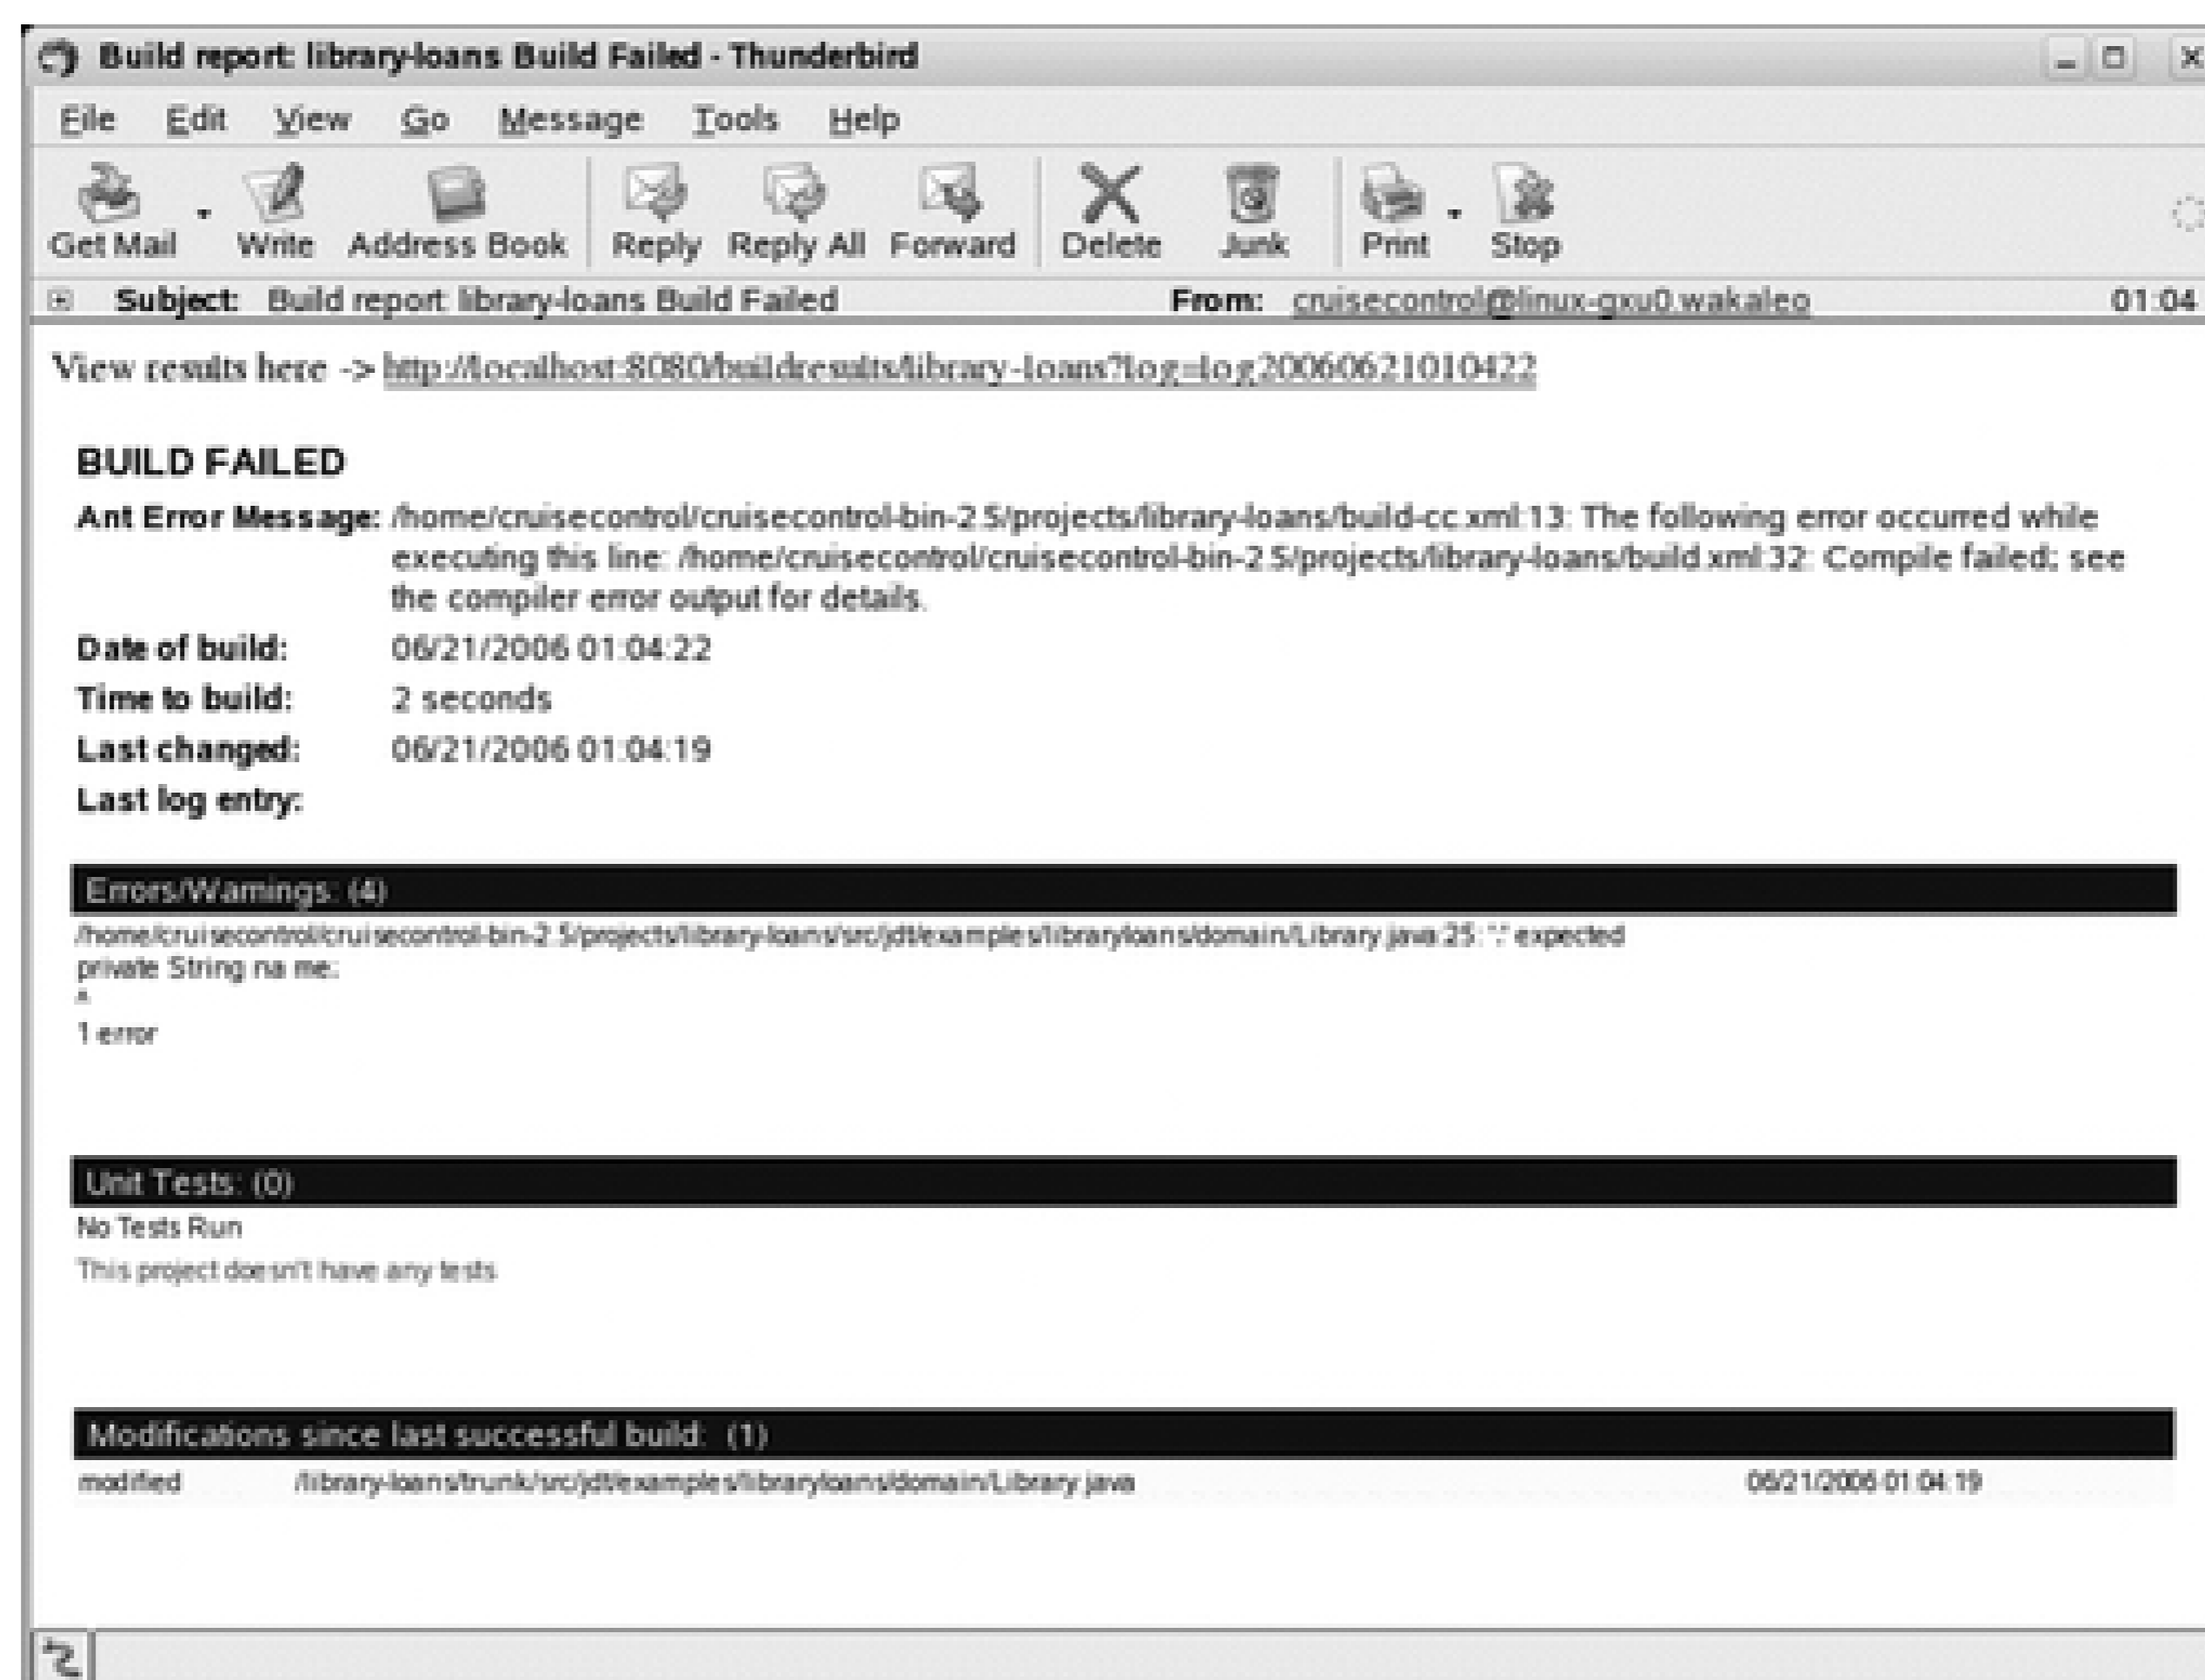 Build report: library-loans Build Failed - Thunderbird
File Edit View Go Message Tools Help
Get Mail Write Address Book Reply Reply All Forward Delete Junk Print Stop
Subject: Build report: library-loans Build Failed From: cruisecontrol@linux-gxu0.wakaleo 01:04
View results here -> http://localhost:8080/buildresults/library-loans?log=log20060621010422
BUILD FAILED
Ant Error Message: /home/cruisecontrol/cruisecontrol-bin-2.5/projects/library-loans/build-cc.xml:13: The following error occurred while
executing this line: /home/cruisecontrol/cruisecontrol-bin-2.5/projects/library-loans/build.xml:32: Compile failed; see
the compiler error output for details.
Date of build: 06/21/2006 01:04:22
Time to build: 2 seconds
Last changed: 06/21/2006 01:04:19
Last log entry:
Errors/Warnings: (4)
/home/cruisecontrol/cruisecontrol-bin-2.5/projects/library-loans/src/jdt/examples/libraryloans/domain/Library.java:25: ';' expected
private String na me;
^
1 error
Unit Tests: (0)
No Tests Run
This project doesn't have any tests
Modifications since last successful build: (1)
modified /library-loans/trunk/src/jdt/examples/libraryloans/domain/Library.java 06/21/2006 01:04:19